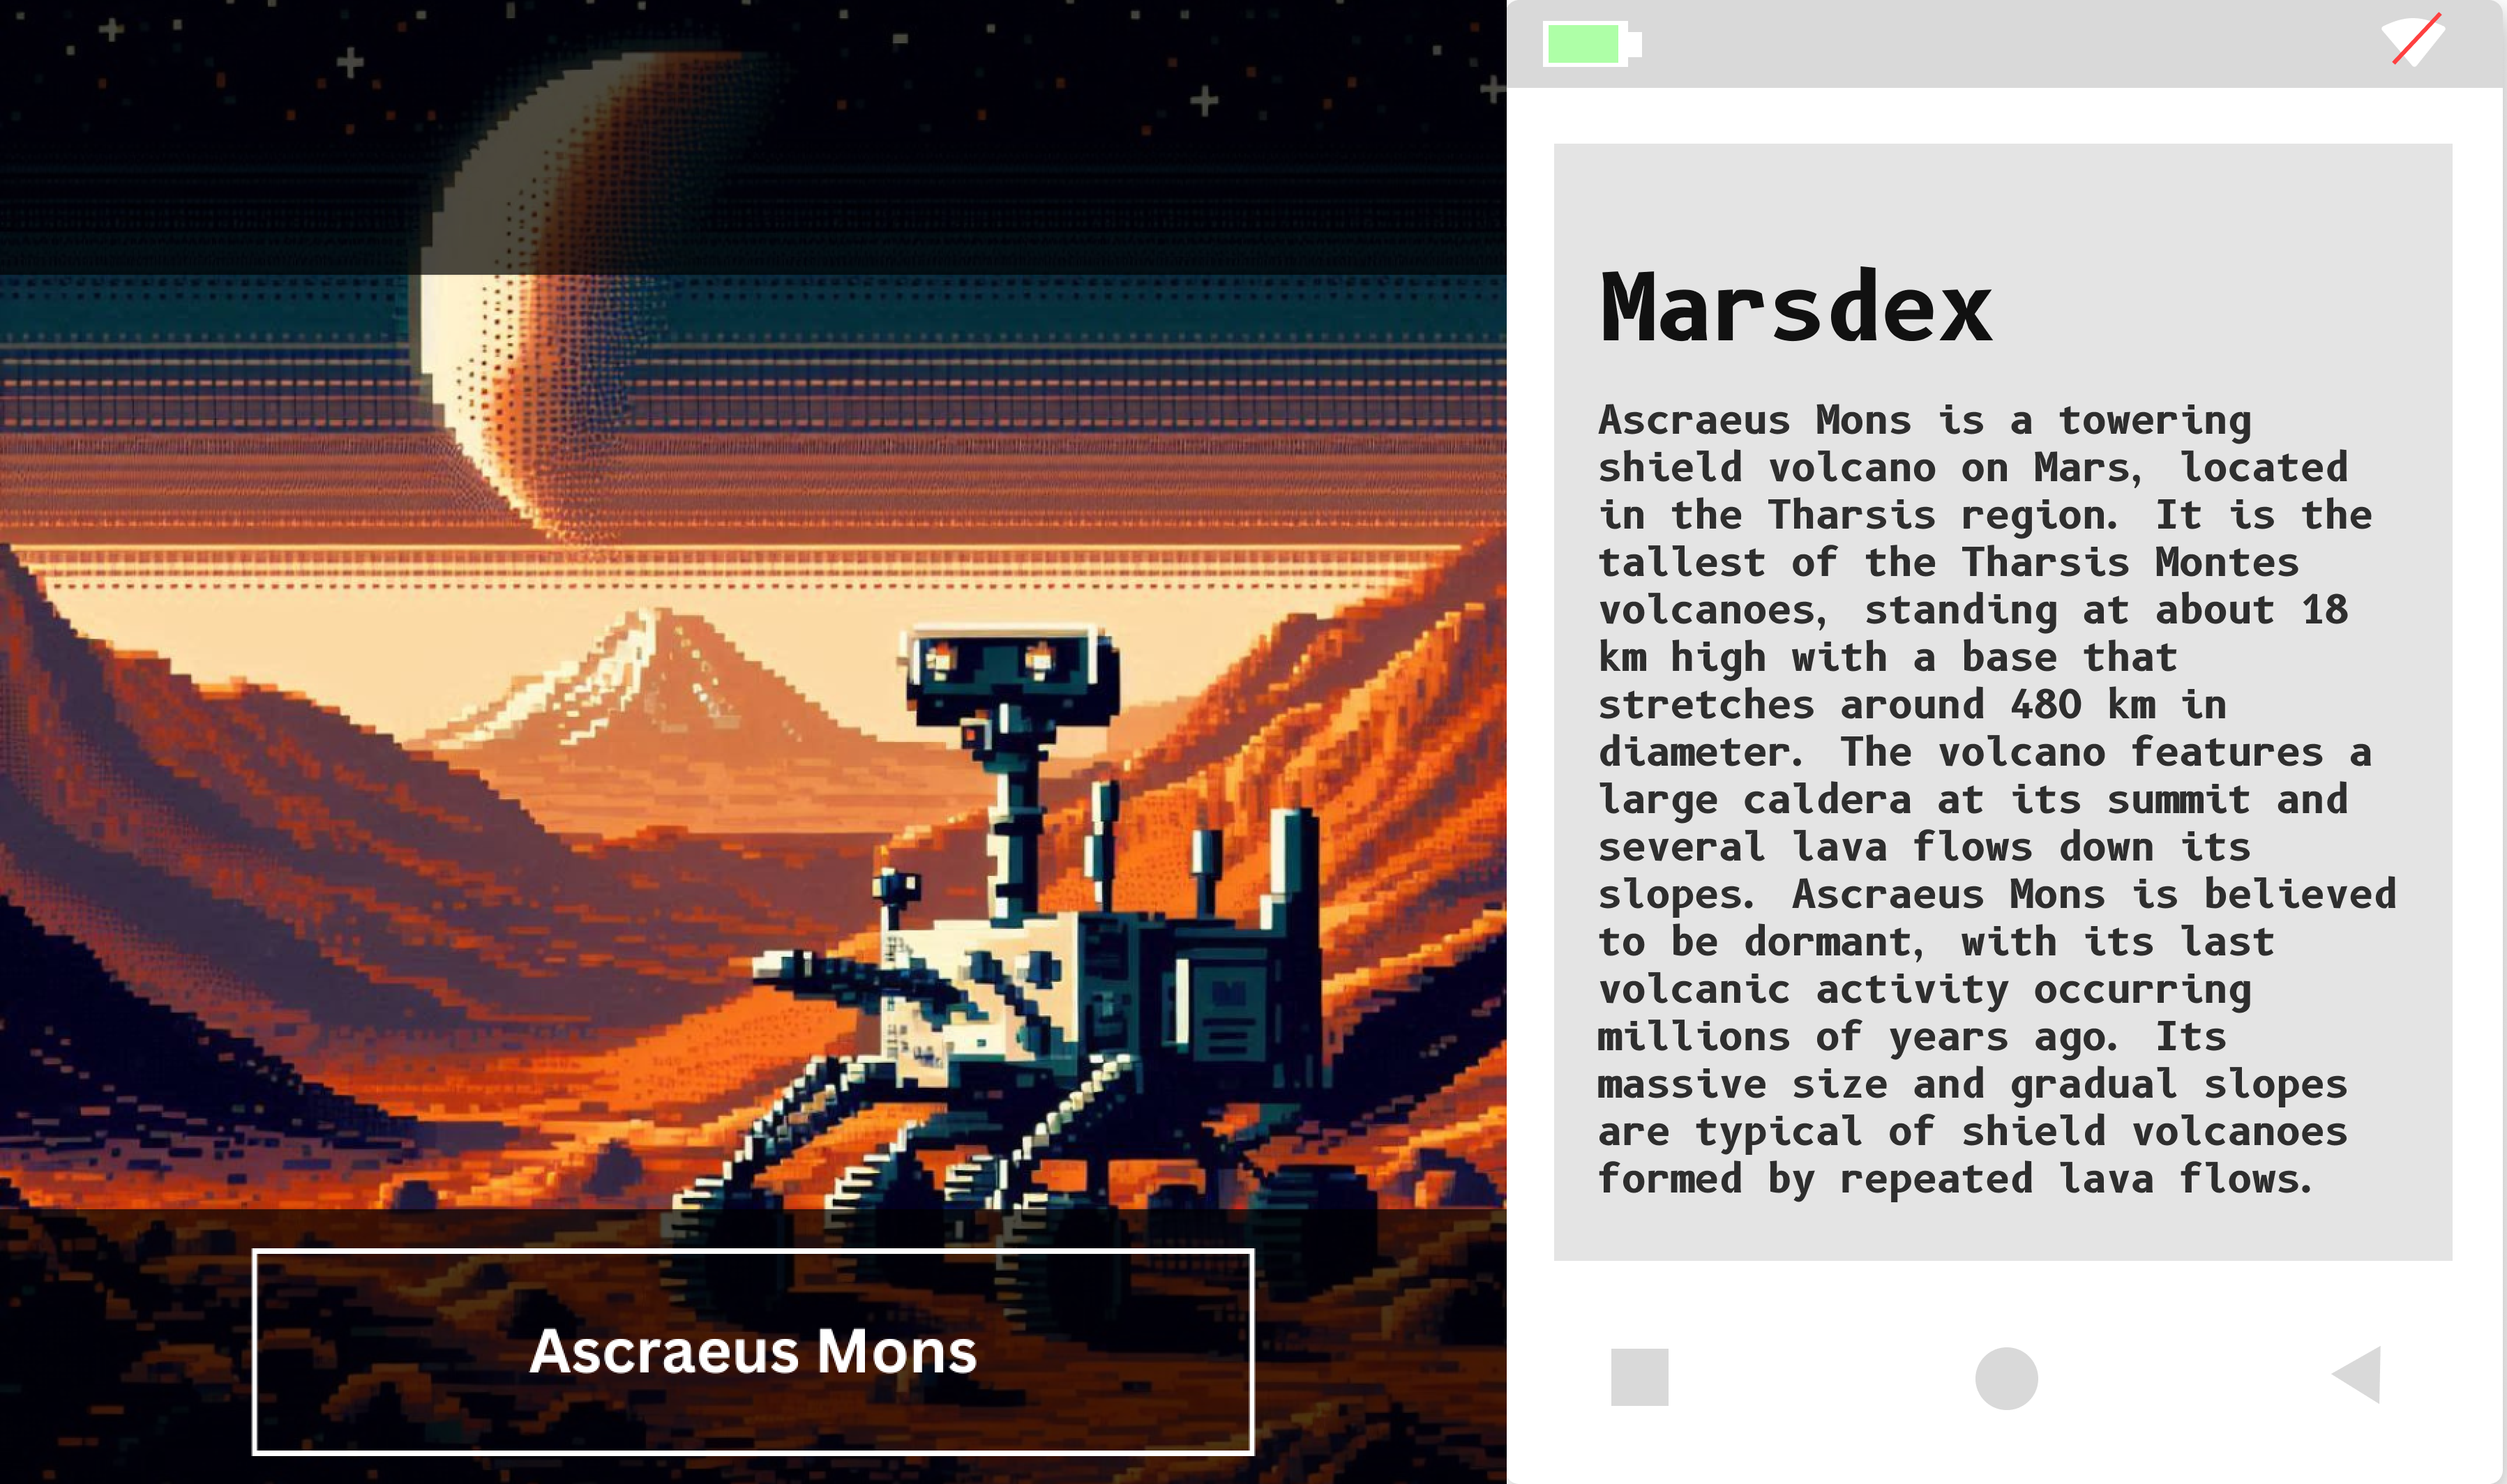 Ascraeus Mons
Marsdex
Ascraeus Mons is a towering
shield volcano on Mars, located
in the Tharsis region. It is the
tallest of the Tharsis Montes
volcanoes, standing at about 18
km high with a base that
stretches around 480 km in
diameter. The volcano features a
large caldera at its summit and
several lava flows down its
slopes. Ascraeus Mons is believed
to be dormant, with its last
volcanic activity occurring
millions of years ago. Its
massive size and gradual slopes
are typical of shield volcanoes
formed by repeated lava flows.